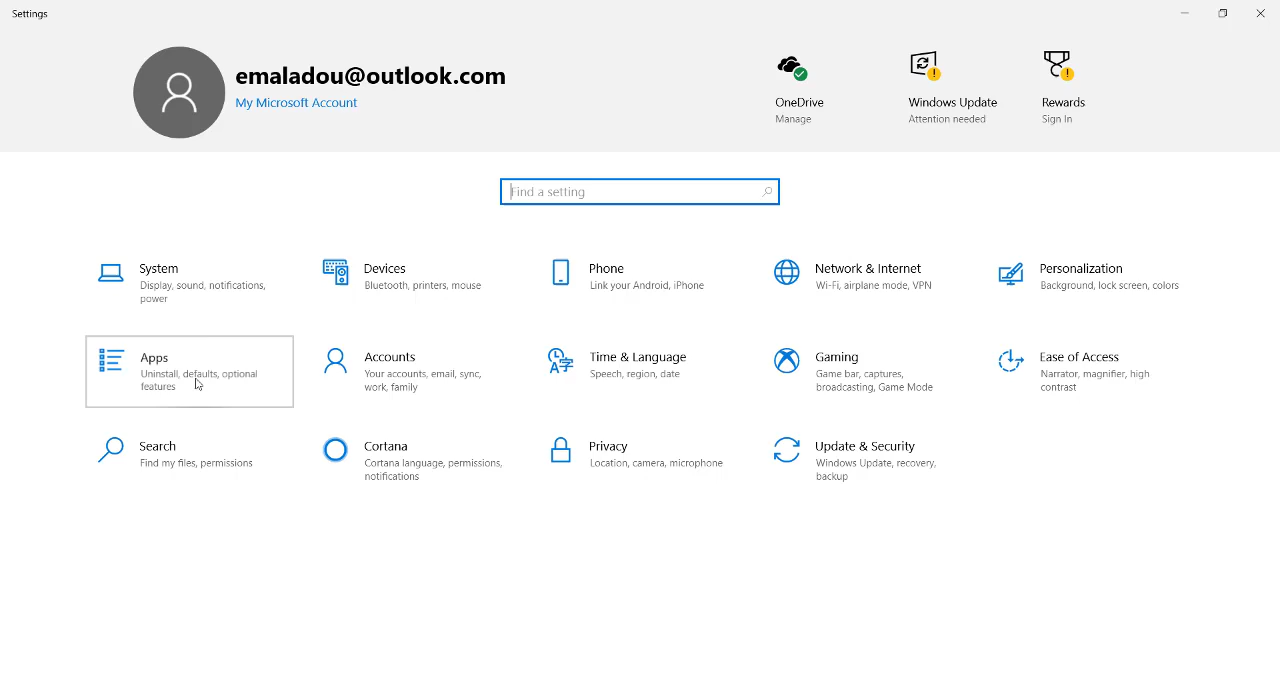 Settings
emaladou@outlook.com
My Microsoft Account
OneDrive
Manage
Windows Update
Attention needed
Rewards
Sign In
Find a setting
System
Display, sound, notifications,
power
Devices
Bluetooth, printers, mouse
Phone
Link your Android, iPhone
Network & Internet
Wi-Fi, airplane mode, VPN
Personalization
Background, lock screen, colors
Apps
Uninstall, defaults, optional
features
Accounts
Your accounts, email, sync,
work, family
Time & Language
Speech, region, date
Gaming
Game bar, captures,
broadcasting, Game Mode
Ease of Access
Narrator, magnifier, high
contrast
Search
Find my files, permissions
Cortana
Cortana language, permissions,
notifications
Privacy
Location, camera, microphone
Update & Security
Windows Update, recovery,
backup